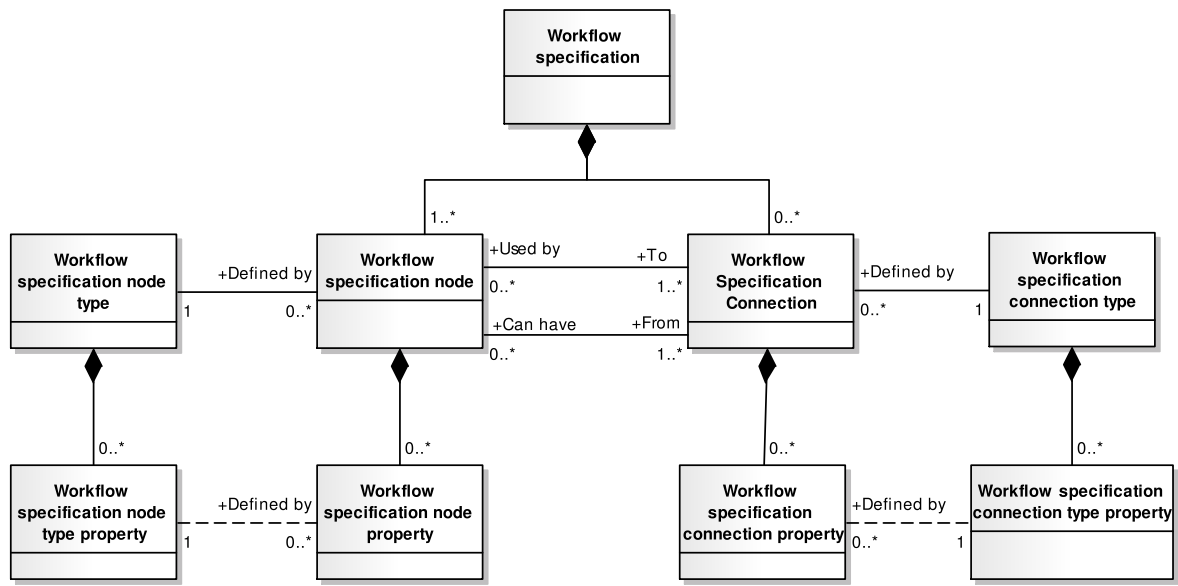 Workflow
specification
1..*
0..*
Workflow
specification node
type
+Defined by
1
0..*
Workflow
specification node
+Used by
+To
0..*
1..*
+Can have
+From
0..*
1..*
Workflow
Specification
Connection
+Defined by
0..*
1
Workflow
specification
connection type
0..*
0..*
0..*
0..*
Workflow
specification node
type property
+Defined by
1
0..*
Workflow
specification node
property
Workflow
specification
connection property
+Defined by
0..*
1
Workflow specification
connection type property